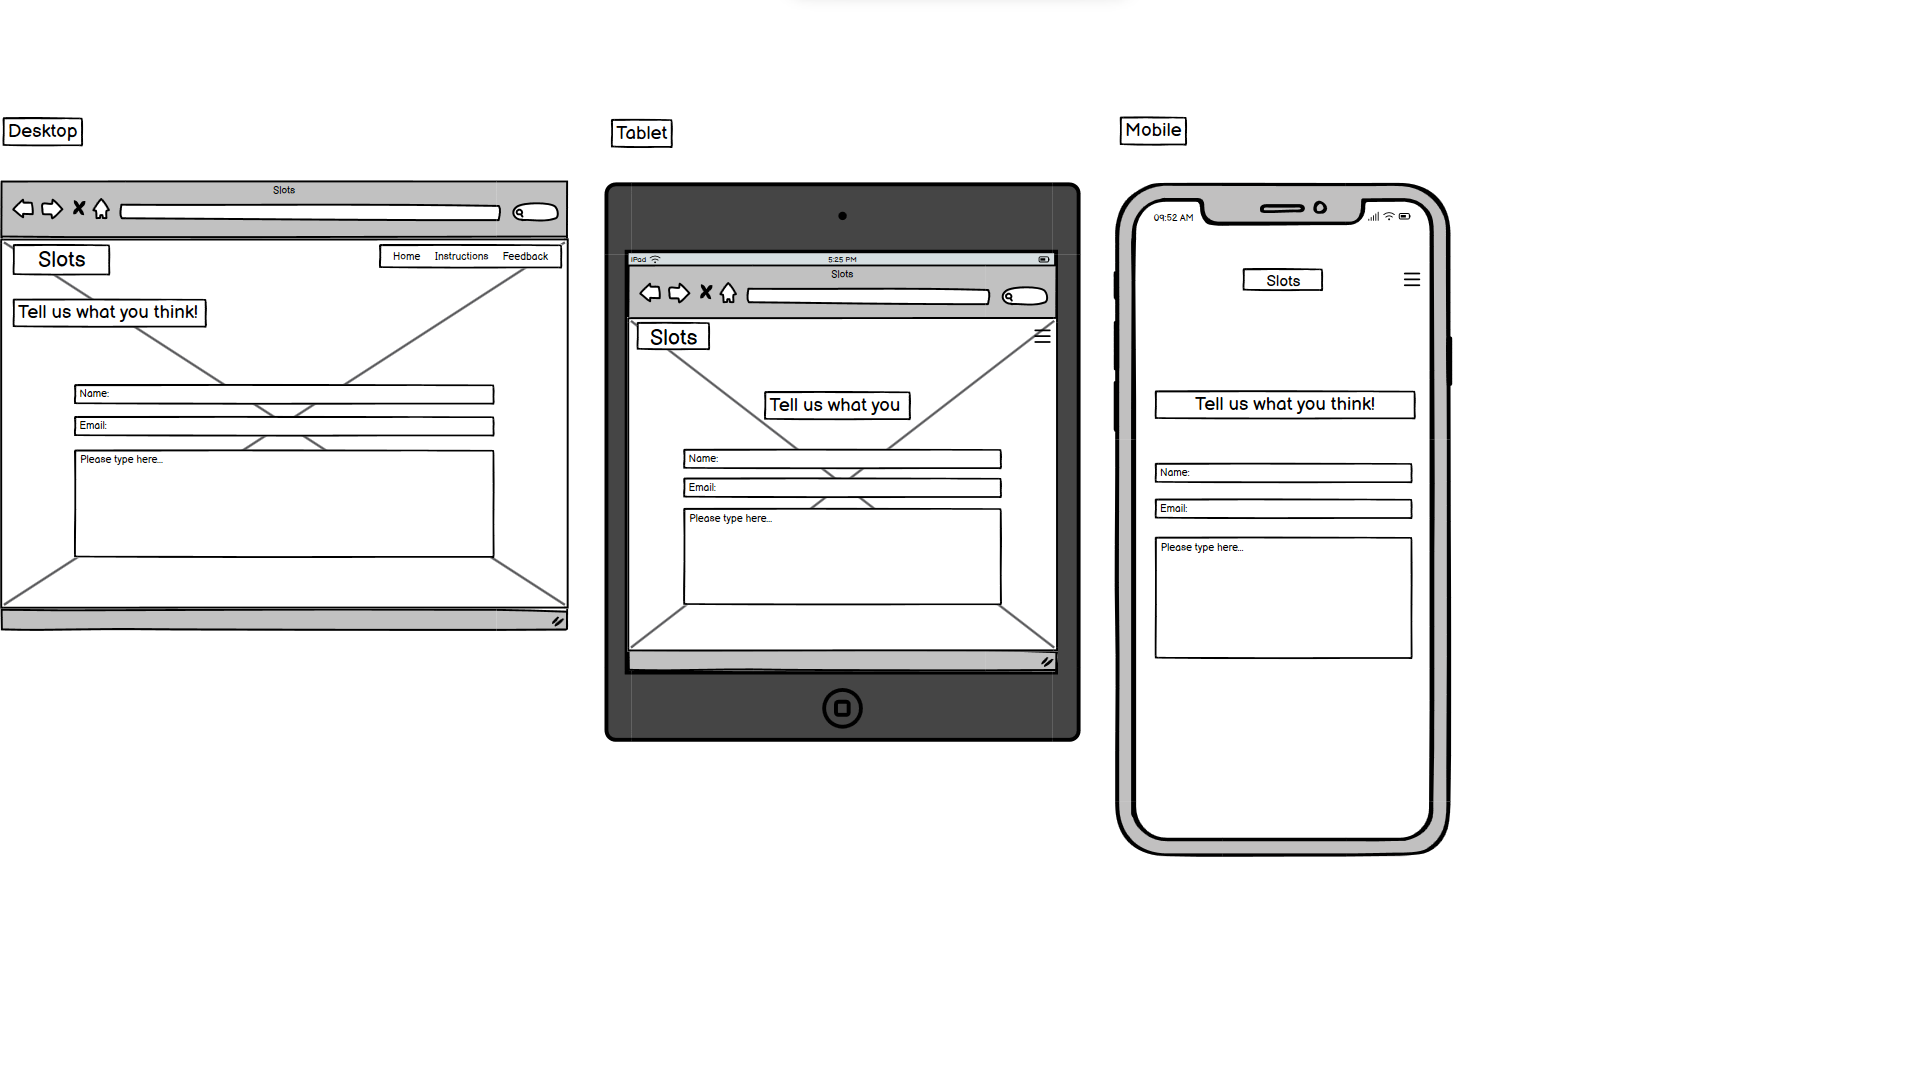 Desktop
Slots
Slots
Home Instructions Feedback
Tell us what you think!
Name:
Email:
Please type here...
Tablet
iPad 5:25 PM
Slots
Slots
Tell us what you
Name:
Email:
Please type here...
Mobile
09:52 AM
Slots
Tell us what you think!
Name:
Email:
Please type here...